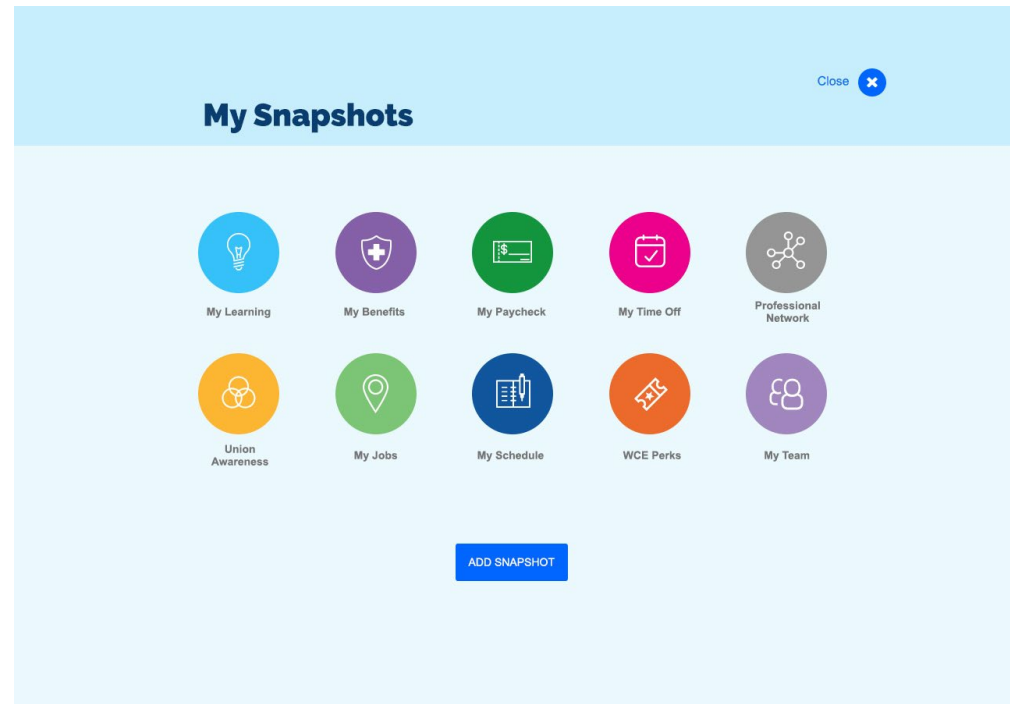 Close
My Snapshots
$
My Learning
My Benefits
My Paycheck
My Time Off
Professional
Network
Union
Awareness
My Jobs
My Schedule
WCE Perks
My Team
ADD SNAPSHOT